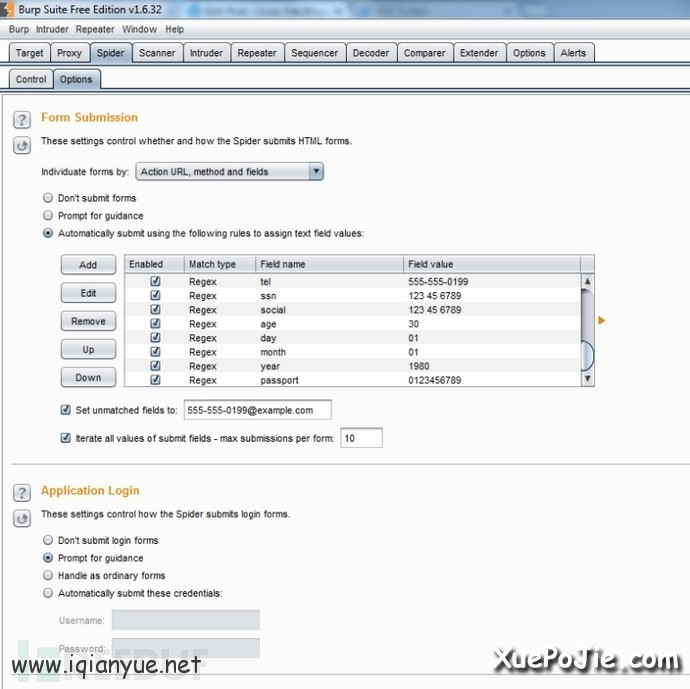 Burp Suite Free Edition v1.6.32
Burp Intruder Repeater Window Help
Target Proxy Spider Scanner Intruder Repeater Sequencer Decoder Comparer Extender Options Alerts
Control Options
? Form Submission
These settings control whether and how the Spider submits HTML forms.
Individuate forms by: Action URL, method and fields
Don't submit forms
Prompt for guidance
Automatically submit using the following rules to assign text field values:
Add
Edit
Remove
Up
Down
Enabled Match type Field name Field value
Regex tel 555-555-0199
Regex ssn 123 45 6789
Regex social 123 45 6789
Regex age 30
Regex day 01
Regex month 01
Regex year 1980
Regex passport 0123456789
Set unmatched fields to: 555-555-0199@example.com
Iterate all values of submit fields - max submissions per form: 10
? Application Login
These settings control how the Spider submits login forms.
Don't submit login forms
Prompt for guidance
Handle as ordinary forms
Automatically submit these credentials:
Username:
Password:
www.iqianyue.net
XuePoJie.com